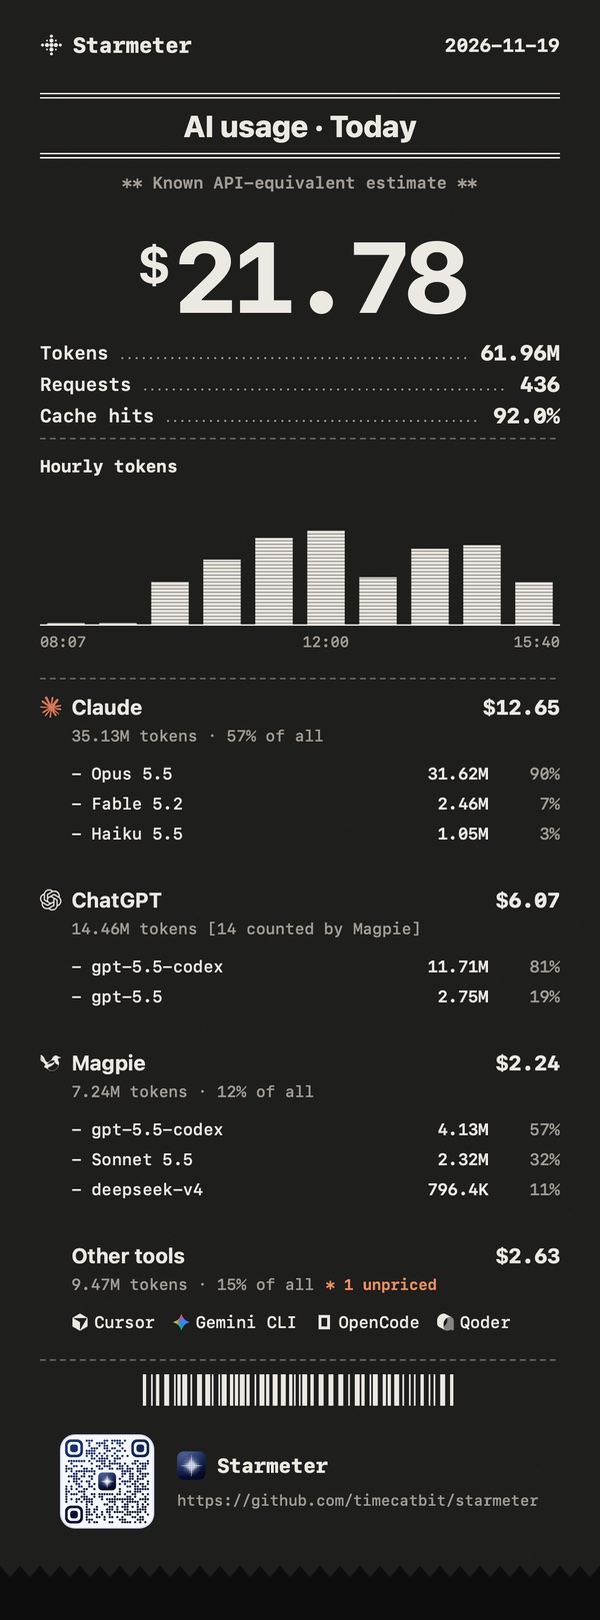 Starmeter 2026-11-19
AI usage · Today
** Known API-equivalent estimate **
$21.78
Tokens 61.96M
Requests 436
Cache hits 92.0%
Hourly tokens
08:07 12:00 15:40
Claude $12.65
35.13M tokens · 57% of all
– Opus 5.5 31.62M 90%
– Fable 5.2 2.46M 7%
– Haiku 5.5 1.05M 3%
ChatGPT $6.07
14.46M tokens [14 counted by Magpie]
– gpt-5.5-codex 11.71M 81%
– gpt-5.5 2.75M 19%
Magpie $2.24
7.24M tokens · 12% of all
– gpt-5.5-codex 4.13M 57%
– Sonnet 5.5 2.32M 32%
– deepseek-v4 796.4K 11%
Other tools $2.63
9.47M tokens · 15% of all * 1 unpriced
Cursor Gemini CLI OpenCode Qoder
Starmeter
https://github.com/timecatbit/starmeter